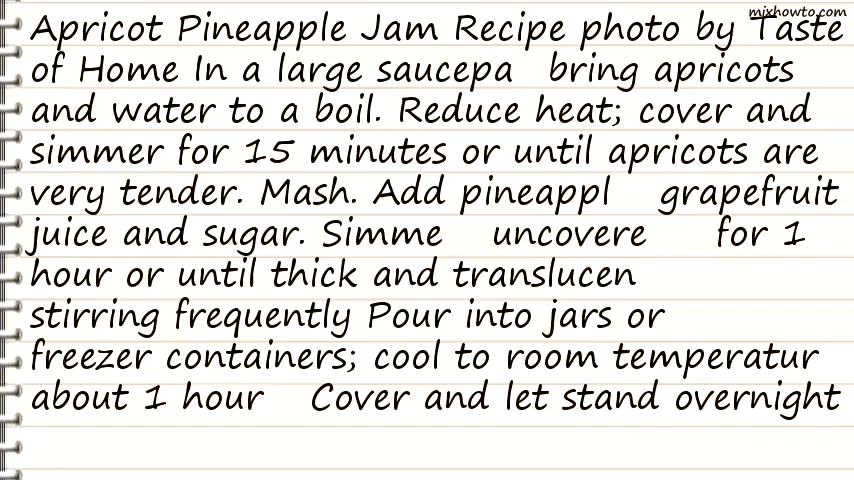 mixhowto.com
Apricot Pineapple Jam Recipe photo by Taste
of Home In a large saucepa bring apricots
and water to a boil. Reduce heat; cover and
simmer for 15 minutes or until apricots are
very tender. Mash. Add pineappl grapefruit
juice and sugar. Simme uncovere for 1
hour or until thick and translucen
stirring frequently Pour into jars or
freezer containers; cool to room temperatur
about 1 hour Cover and let stand overnight